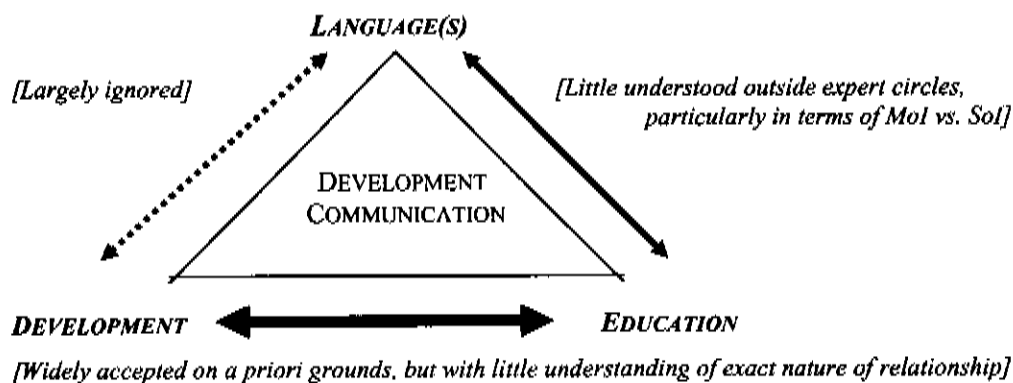 LANGUAGE(S)
[Largely ignored]
[Little understood outside expert circles,
particularly in terms of MoI vs. SoI]
DEVELOPMENT
COMMUNICATION
DEVELOPMENT
EDUCATION
[Widely accepted on a priori grounds, but with little understanding of exact nature of relationship]